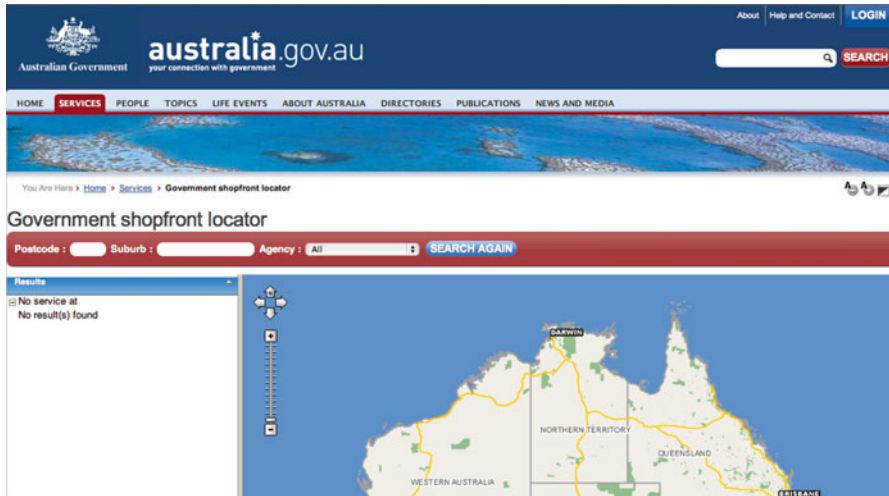 About Help and Contact LOGIN
Australian Government
australia.gov.au
your connection with government
SEARCH
HOME SERVICES PEOPLE TOPICS LIFE EVENTS ABOUT AUSTRALIA DIRECTORIES PUBLICATIONS NEWS AND MEDIA
You Are Here Home Services Government shopfront locator
A A
Government shopfront locator
Postcode : Suburb : Agency : All SEARCH AGAIN
Results
No service at
No result(s) found
DARWIN
NORTHERN TERRITORY
QUEENSLAND
WESTERN AUSTRALIA
BRISBANE